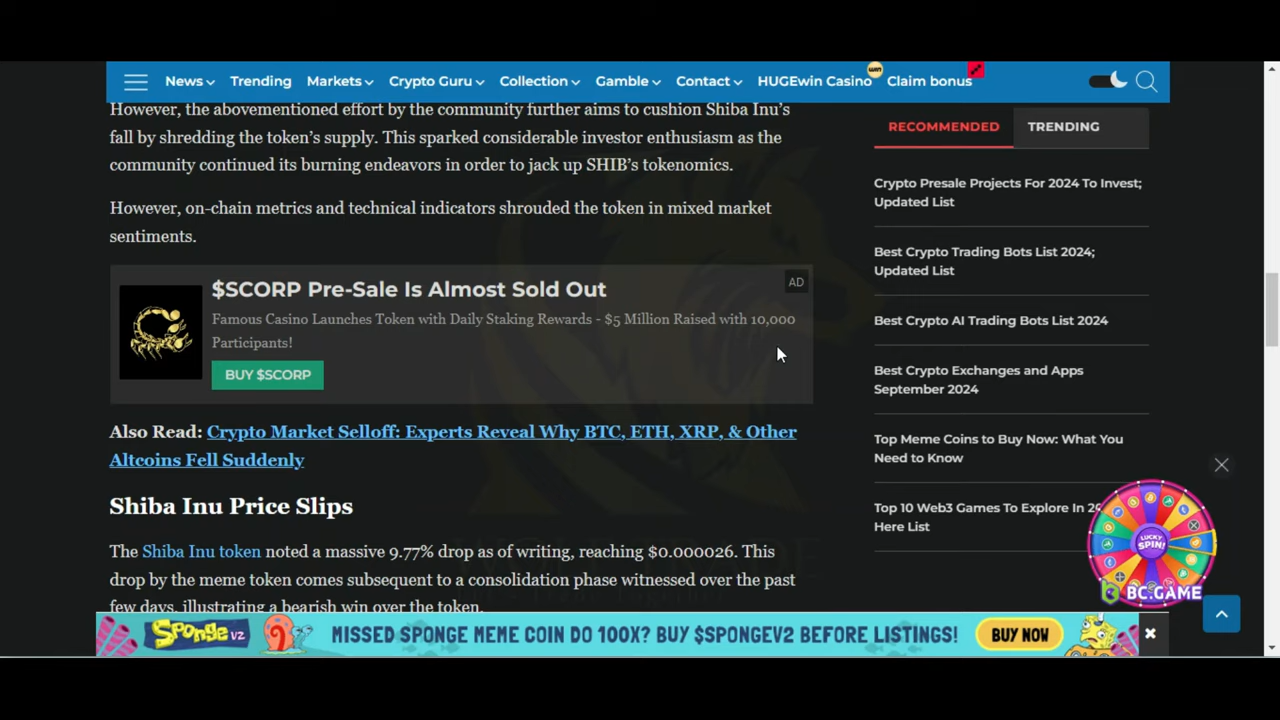 News
Trending
Markets
Crypto Guru
Collection
Gamble
Contact
HUGEwin Casino
win
Claim bonus
However, the abovementioned effort by the community further aims to cushion Shiba Inu's
fall by shredding the token's supply. This sparked considerable investor enthusiasm as the
community continued its burning endeavors in order to jack up SHIB's tokenomics.
However, on-chain metrics and technical indicators shrouded the token in mixed market
sentiments.
$SCORP Pre-Sale Is Almost Sold Out
AD
Famous Casino Launches Token with Daily Staking Rewards - $5 Million Raised with 10,000
Participants!
BUY $SCORP
Also Read: Crypto Market Selloff: Experts Reveal Why BTC, ETH, XRP, & Other
Altcoins Fell Suddenly
Shiba Inu Price Slips
The Shiba Inu token noted a massive 9.77% drop as of writing, reaching $0.000026. This
drop by the meme token comes subsequent to a consolidation phase witnessed over the past
few days, illustrating a bearish win over the token.
RECOMMENDED
TRENDING
Crypto Presale Projects For 2024 To Invest;
Updated List
Best Crypto Trading Bots List 2024;
Updated List
Best Crypto AI Trading Bots List 2024
Best Crypto Exchanges and Apps
September 2024
Top Meme Coins to Buy Now: What You
Need to Know
Top 10 Web3 Games To Explore In 20
Here List
LUCKY
SPIN!
BC.GAME
SPONGE V2
MISSED SPONGE MEME COIN DO 100X? BUY $SPONGEV2 BEFORE LISTINGS!
BUY NOW
WOLF TRADE